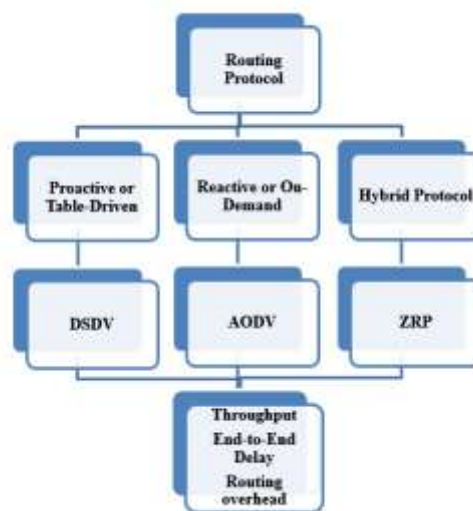 Routing
Protocol
Proactive or
Table-Driven
Reactive or On-
Demand
Hybrid Protocol
DSDV
AODV
ZRP
Throughput
End-to-End
Delay
Routing
overhead